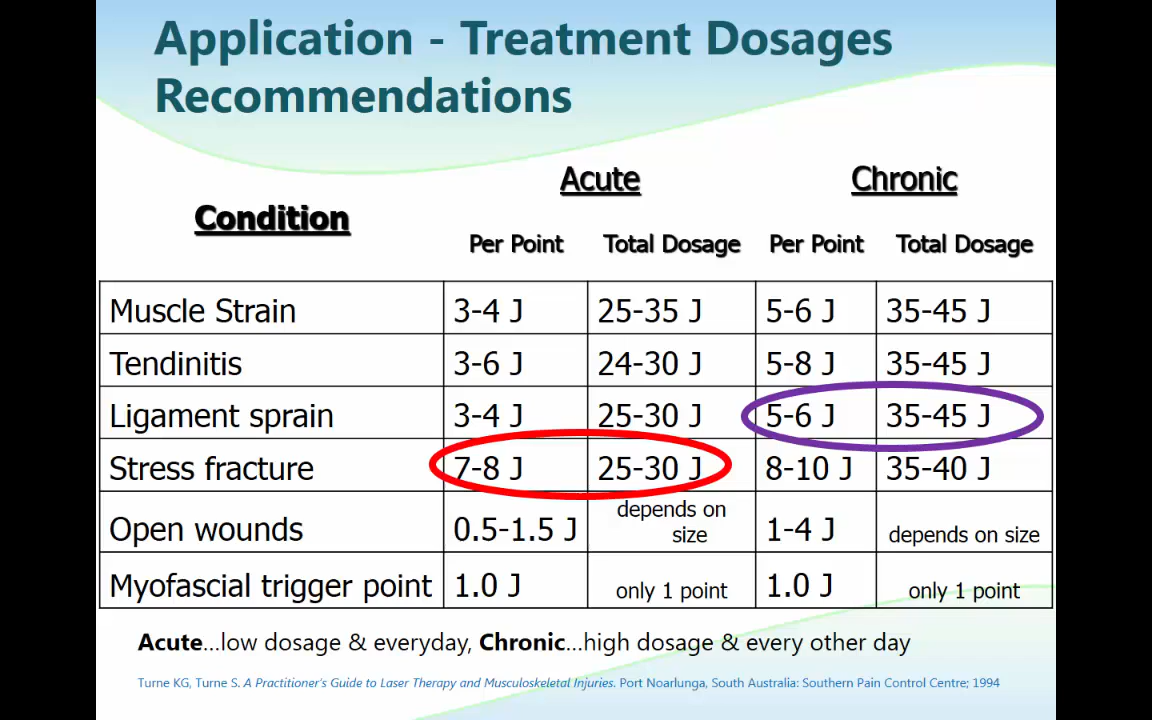 Application - Treatment Dosages
Recommendations
Acute Chronic
Condition
Per Point Total Dosage Per Point Total Dosage
Muscle Strain 3-4 J 25-35 J 5-6 J 35-45 J
Tendinitis 3-6 J 24-30 J 5-8 J 35-45 J
Ligament sprain 3-4 J 25-30 J 5-6 J 35-45 J
Stress fracture 7-8 J 25-30 J 8-10 J 35-40 J
Open wounds 0.5-1.5 J depends on size 1-4 J depends on size
Myofascial trigger point 1.0 J only 1 point 1.0 J only 1 point
Acute...low dosage & everyday, Chronic...high dosage & every other day
Turne KG, Turne S. A Practitioner's Guide to Laser Therapy and Musculoskeletal Injuries. Port Noarlunga, South Australia: Southern Pain Control Centre; 1994